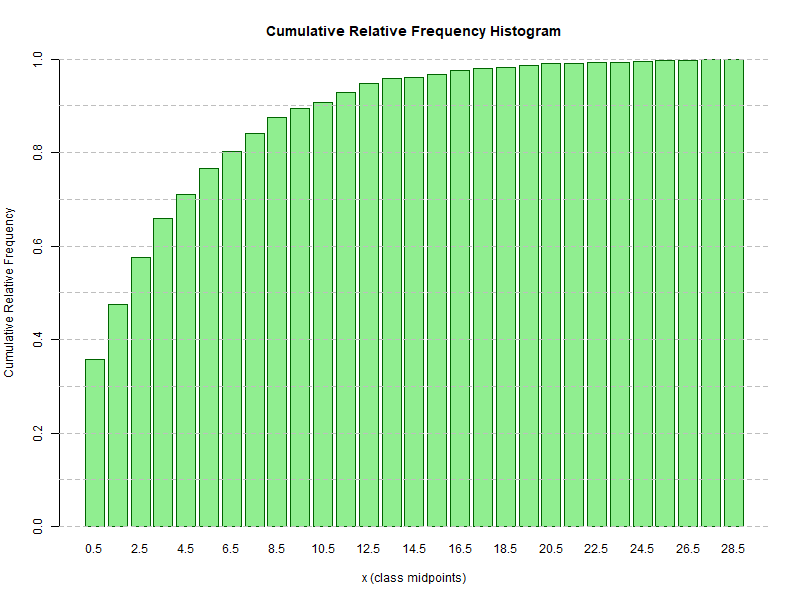 Cumulative Relative Frequency Histogram
Cumulative Relative Frequency
1.0
0.8
0.6
0.4
0.2
0.0
0.5 2.5 4.5 6.5 8.5 10.5 12.5 14.5 16.5 18.5 20.5 22.5 24.5 26.5 28.5
x (class midpoints)